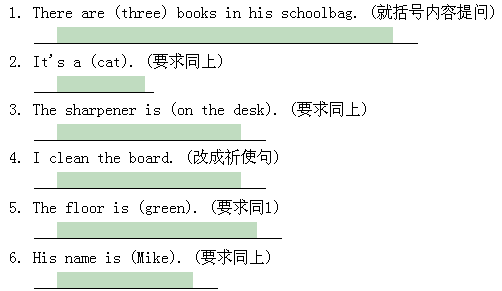 1. There are (three) books in his schoolbag. (就括号内容提问)
2. It's a (cat). (要求同上)
3. The sharpener is (on the desk). (要求同上)
4. I clean the board. (改成祈使句)
5. The floor is (green). (要求同1)
6. His name is (Mike). (要求同上)